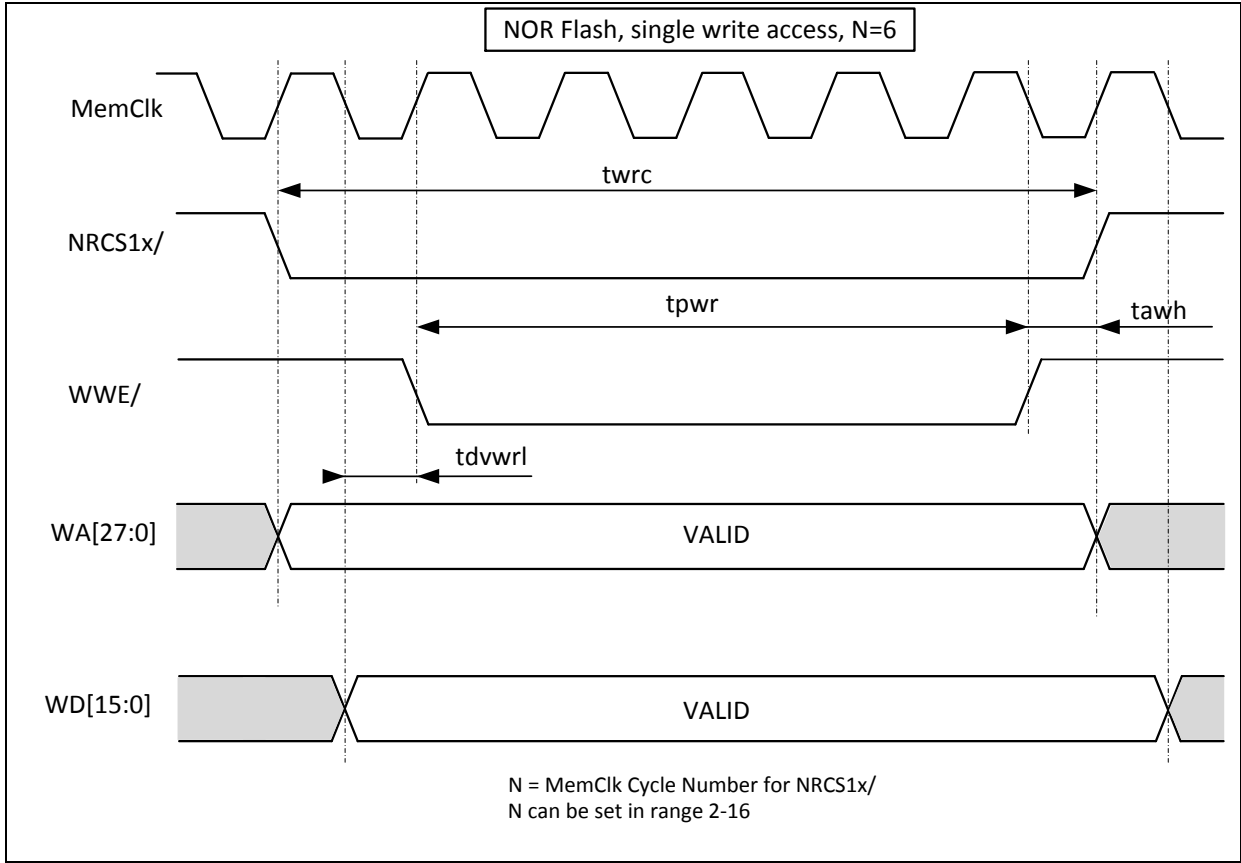 NOR Flash, single write access, N=6
MemClk
twrc
NRCS1x/
tpwr
tawh
WWE/
tdvwrl
WA[27:0]
VALID
WD[15:0]
VALID
N = MemClk Cycle Number for NRCS1x/
N can be set in range 2-16